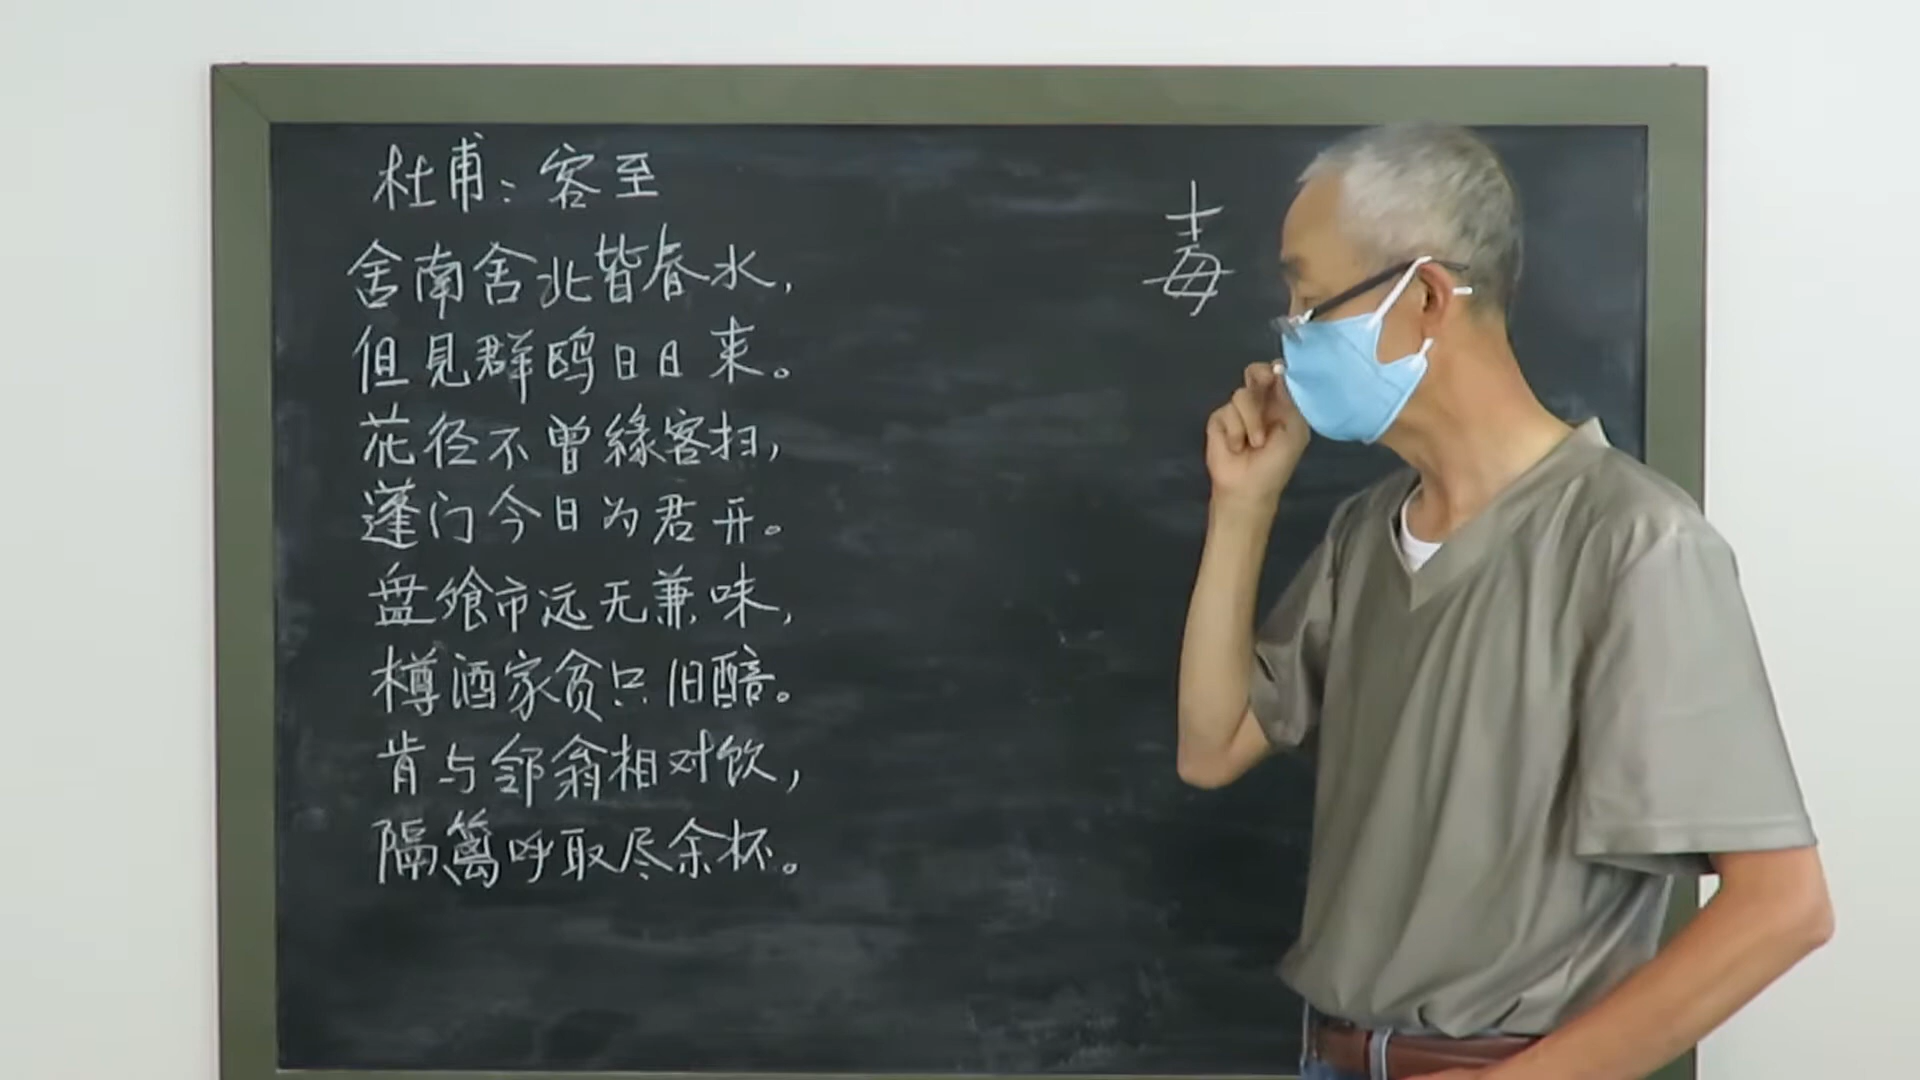 杜甫：客至
舍南舍北皆春水，
但见群鸥日日来。
花径不曾緣客扫，
蓬门今日为君开。
盘飧市远无兼味，
樽酒家贫只旧醅。
肯与邻翁相对饮，
隔篱呼取尽余杯。
毒